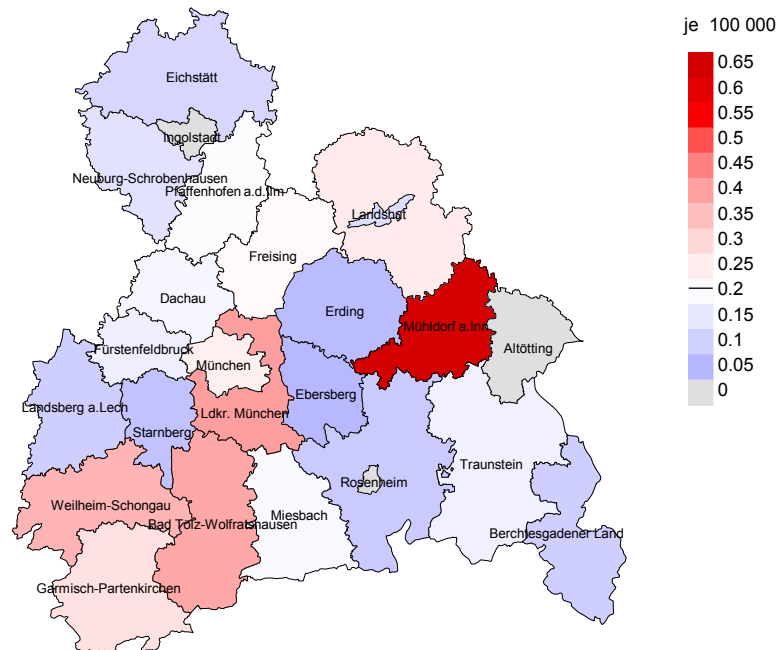 je 100 000
0.65
0.6
0.55
0.5
0.45
0.4
0.35
0.3
0.25
0.2
0.15
0.1
0.05
0
Eichstätt
Ingolstadt
Neuburg-Schrobenhausen
Pfaffenhofen a.d.Ilm
Landshut
Freising
Dachau
Erding
Mühldorf a.Inn
Altötting
Fürstenfeldbruck
München
Ebersberg
Landsberg a.Lech
Ldkr. München
Starnberg
Traunstein
Rosenheim
Weilheim-Schongau
Miesbach
Bad Tölz-Wolfratshausen
Berchtesgadener Land
Garmisch-Partenkirchen